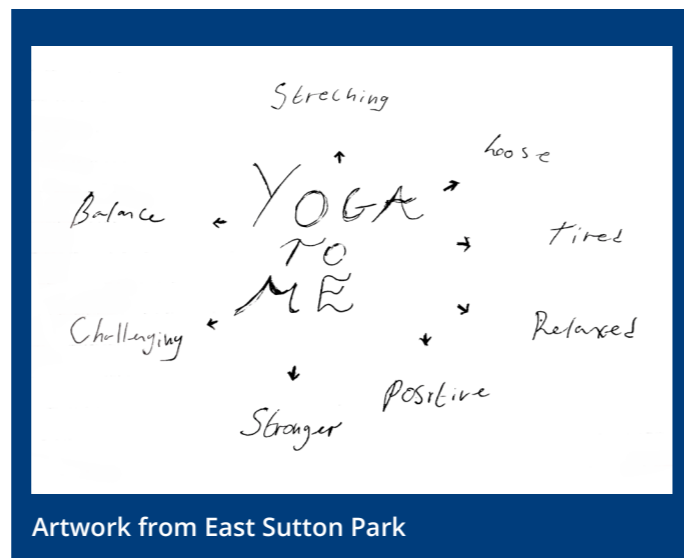 Streching
Loose
YOGA
Balance
Tired
TO
ME
Relaxed
Challenging
Positive
Stronger
Artwork from East Sutton Park